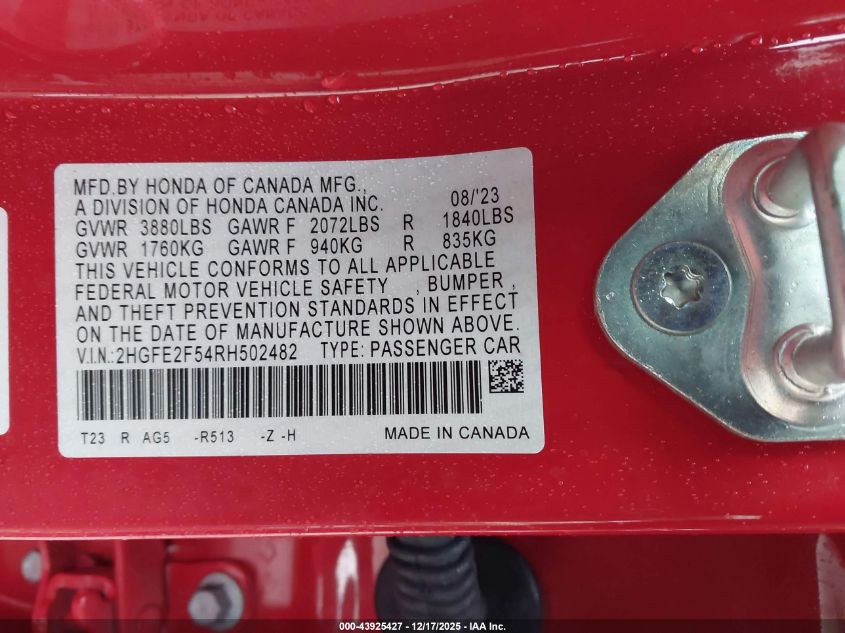 MFD.BY HONDA OF CANADA MFG.,
A DIVISION OF HONDA CANADA INC. 08/'23
GVWR 3880LBS GAWR F 2072LBS R 1840LBS
GVWR 1760KG GAWR F 940KG R 835KG
THIS VEHICLE CONFORMS TO ALL APPLICABLE
FEDERAL MOTOR VEHICLE SAFETY , BUMPER ,
AND THEFT PREVENTION STANDARDS IN EFFECT
ON THE DATE OF MANUFACTURE SHOWN ABOVE.
V.I.N.:2HGFE2F54RH502482 TYPE: PASSENGER CAR
T23 R AG5 -R513 -Z -H MADE IN CANADA
000-43925427 - 12/17/2025 - IAA Inc.